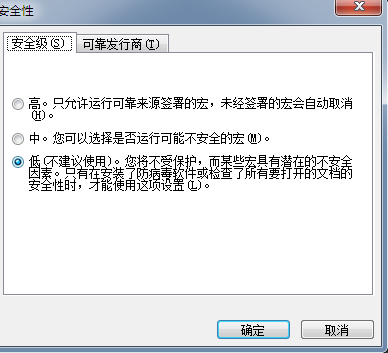 安全性
安全级(S)
可靠发行商(T)
高。只允许运行可靠来源签署的宏，未经签署的宏会自动取消
(H)。
中。您可以选择是否运行可能不安全的宏(M)。
低(不建议使用)。您将不受保护，而某些宏具有潜在的不安全
因素。只有在安装了防病毒软件或检查了所有要打开的文档的
安全性时，才能使用这项设置(L)。
确定
取消